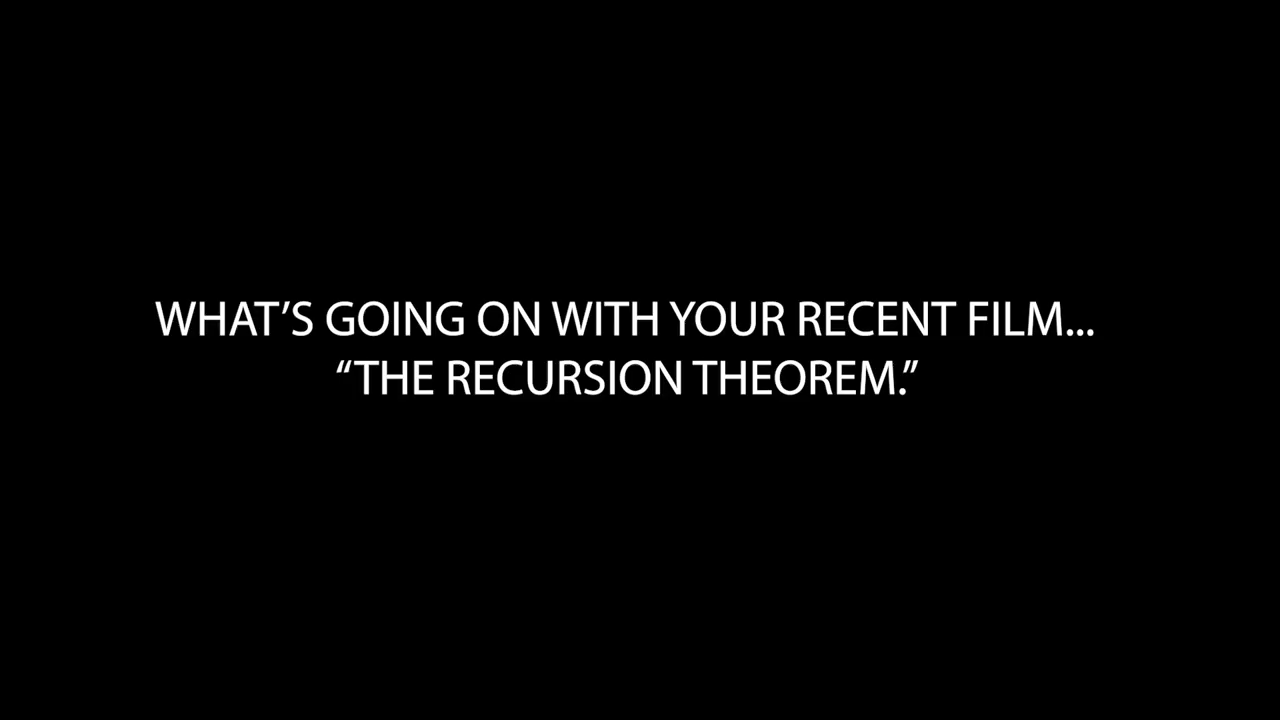 WHAT’S GOING ON WITH YOUR RECENT FILM...
“THE RECURSION THEOREM.”